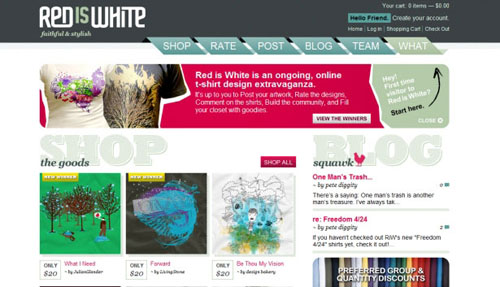 Your cart: 0 items — $0.00
RED IS WHITE
faithful & stylish
Hello Friend. Create your account.
Home | Log in | Shopping Cart | Check Out
SHOP RATE POST BLOG TEAM WHAT
Red is White is an ongoing, online
t-shirt design extravaganza.
It's up to you to Post your artwork, Rate the designs,
Comment on the shirts, Build the community, and Fill
your closet with goodies.
VIEW THE WINNERS
Hey!
First time
visitor to
Red is White?
Start here.
CLOSE
SHOP
the goods
SHOP ALL
NEW WINNER
NEW WINNER
ONLY
$20
What I Need
~ by JulianGlander
ONLY
$20
Forward
~ by LivingStone
ONLY
$20
Be Thou My Vision
~ by design bakery
BLOG
squawk
One Man's Trash...
~ by pete diggity
0
There's a saying: One man's trash is another
man's treasure. I've always tak...
re: Freedom 4/24
~ by pete diggity
2
If you haven't checked out RiW's new "Freedom
4/24" shirts yet, check it out!...
PREFERRED GROUP &
QUANTITY DISCOUNTS